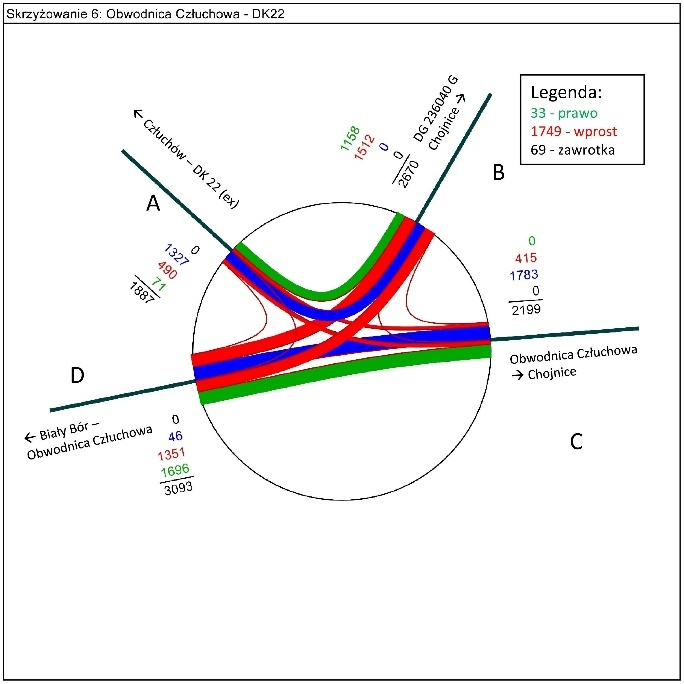 Skrzyżowanie 6: Obwodnica Człuchowa - DK22
Legenda:
33 - prawo
1749 - wprost
69 - zawrotka
← Człuchów – DK 22 (ex)
A
0
1327
490
71
1887
DG 236040 G
Chojnice →
B
1158
1512
0
0
2670
0
415
1783
0
2199
Obwodnica Człuchowa
→ Chojnice
C
D
← Biały Bór –
Obwodnica Człuchowa
0
46
1351
1696
3093